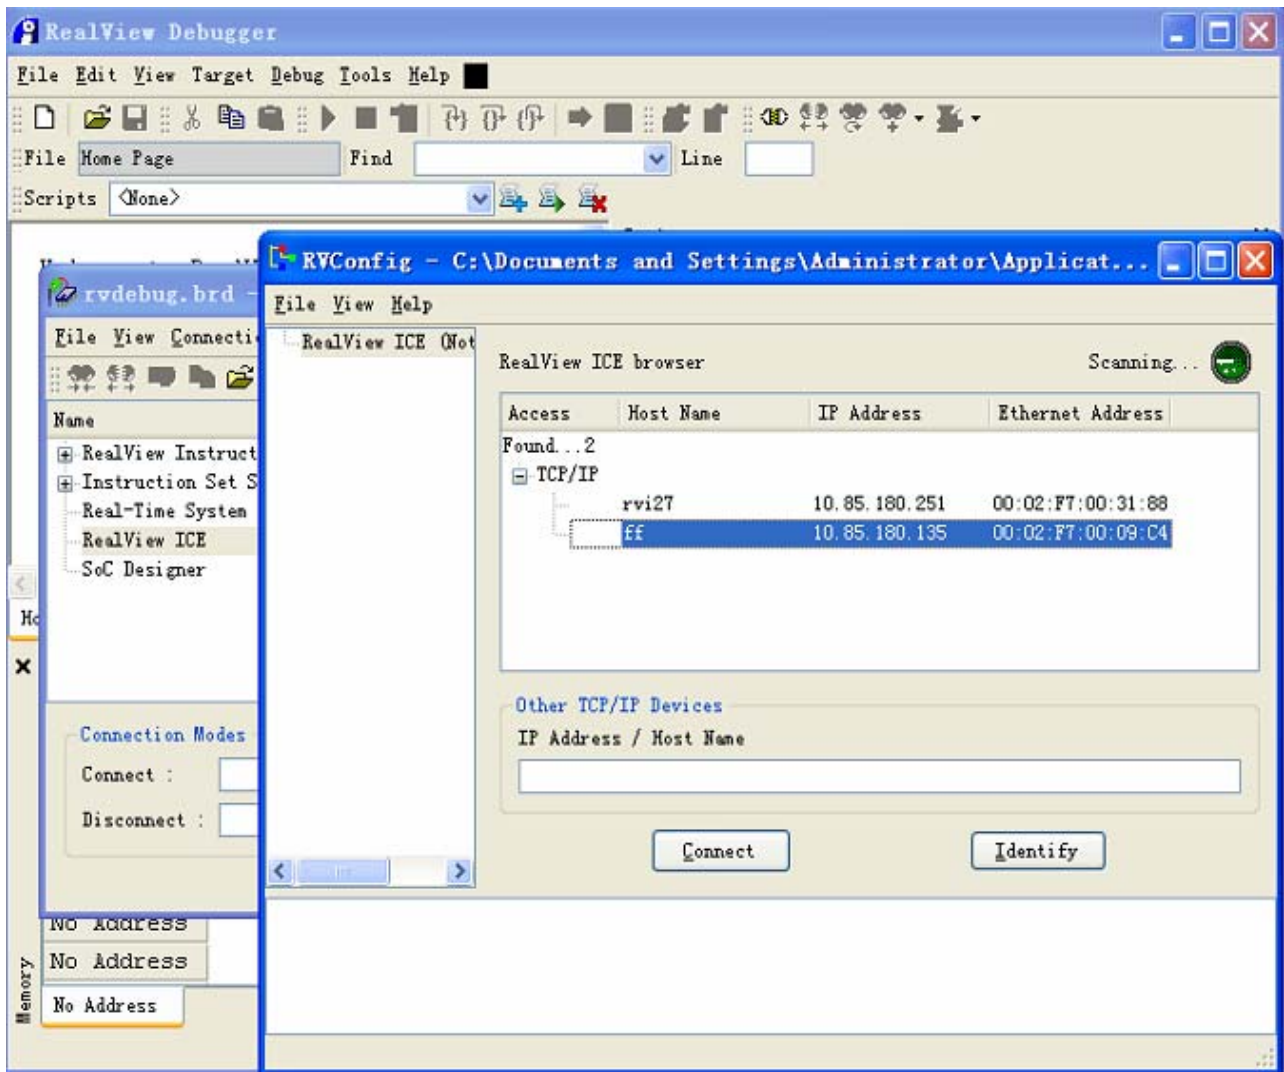 RealView Debugger
File Edit View Target Debug Tools Help
File Home Page Find Line
Scripts <None>
RVConfig - C:\Documents and Settings\Administrator\Applicat...
File View Help
RealView ICE (Not
RealView ICE browser Scanning...
Access Host Name IP Address Ethernet Address
Found...2
TCP/IP
rvi27 10.85.180.251 00:02:F7:00:31:88
ff 10.85.180.135 00:02:F7:00:09:C4
Other TCP/IP Devices
IP Address / Host Name
Connect Identify
rvdebug.brd -
File View Connecti
Name
RealView Instruct
Instruction Set S
Real-Time System
RealView ICE
SoC Designer
Connection Modes
Connect :
Disconnect :
Ho
No Address
No Address
No Address
Memory